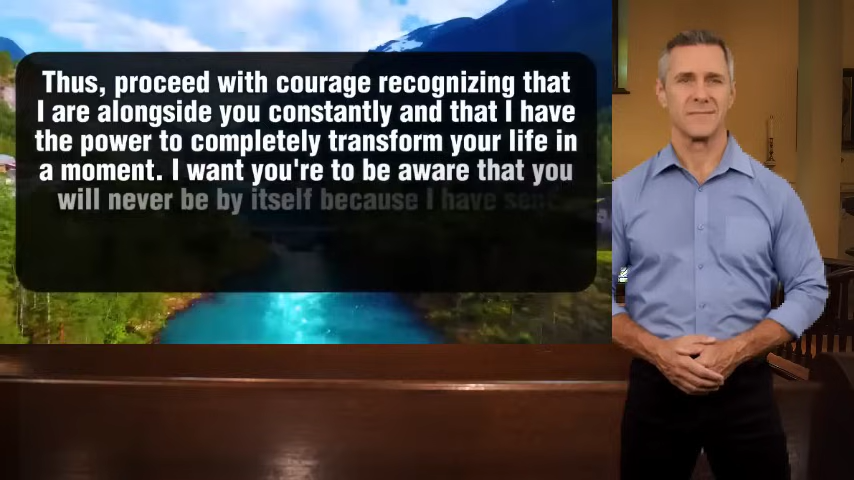 Thus, proceed with courage recognizing that
I are alongside you constantly and that I have
the power to completely transform your life in
a moment. I want you're to be aware that you
will never be by itself because I have sent